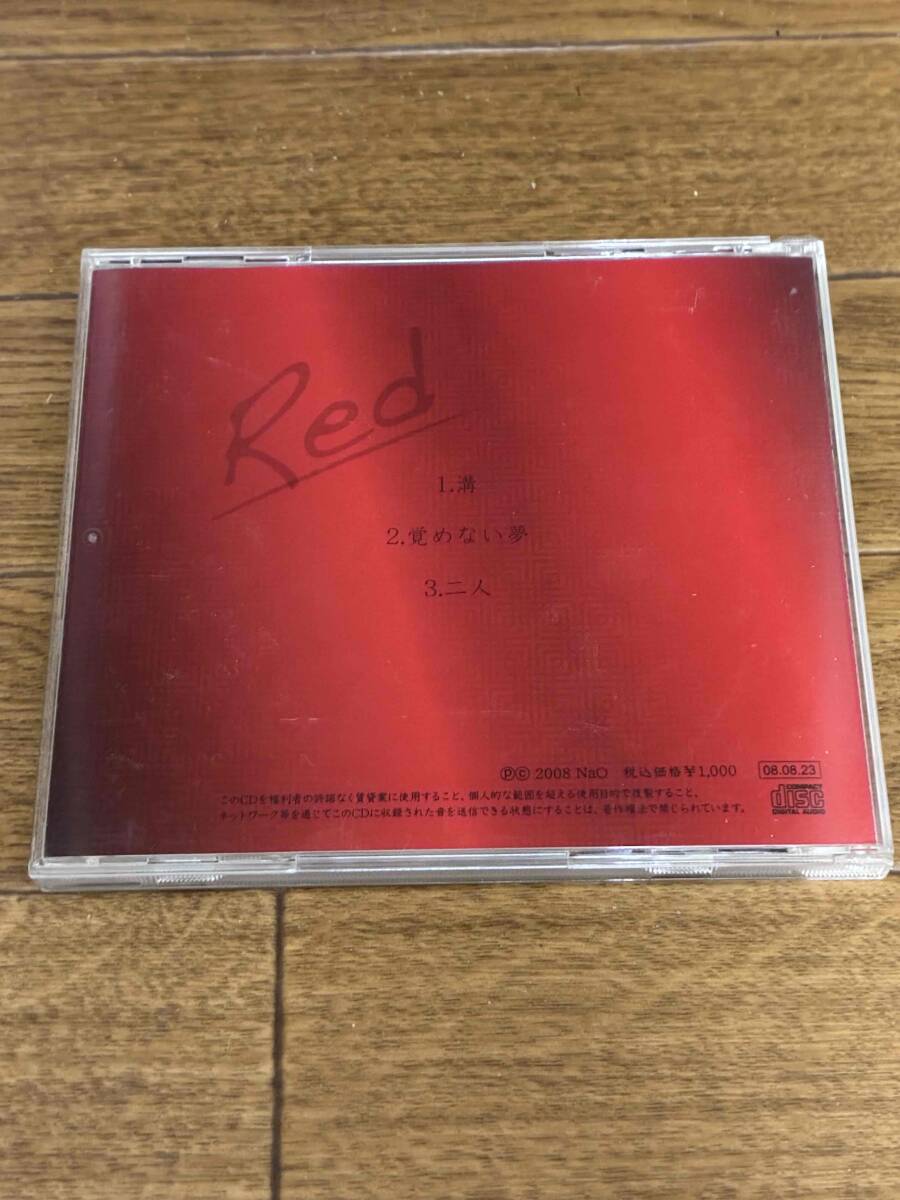 Red
1.溝
2.覚めない夢
3.二人
ⓟⓒ 2008 NaO 税込価格¥1,000 08.08.23
このCDを権利者の許諾なく賃貸業に使用すること、個人的な範囲を超える使用目的で複製すること、
ネットワーク等を通じてこのCDに収録された音を送信できる状態にすることは、著作権法で禁じられています。
COMPACT
disc
DIGITAL AUDIO